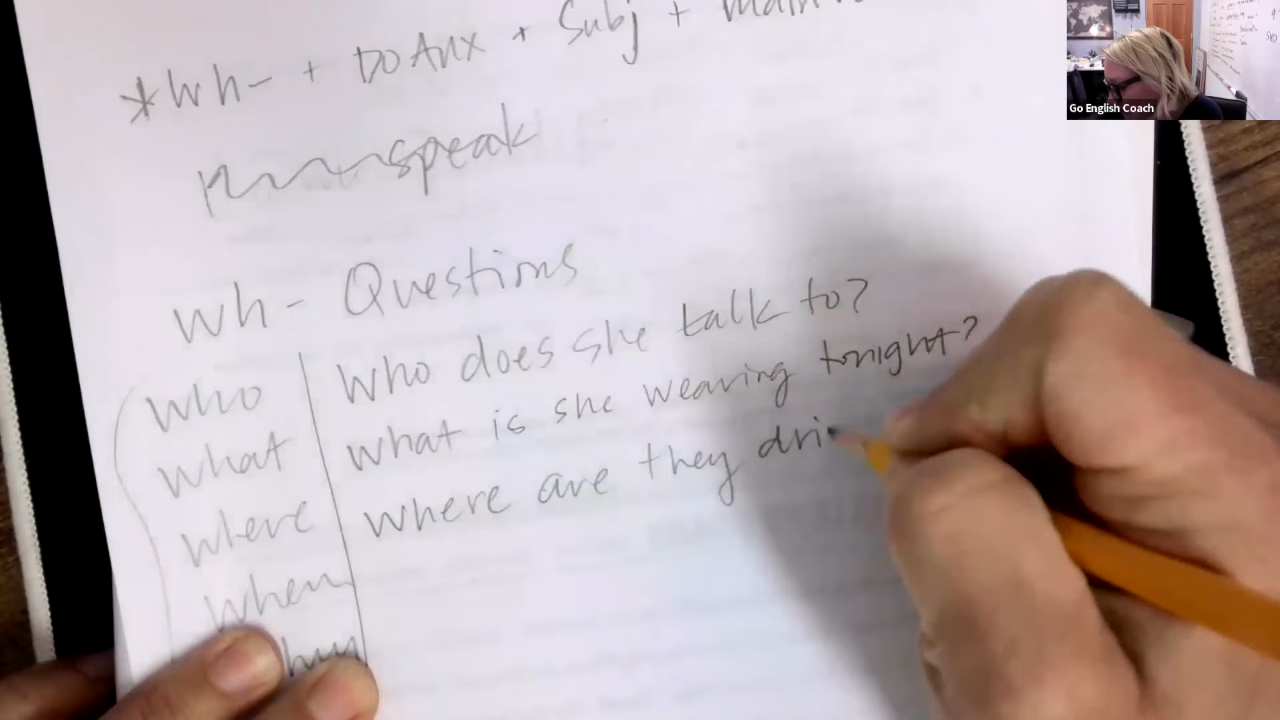 *Wh- + DO Aux + Subj + main
speak
Wh- Questions
who
Who does she talk to?
what
what is she wearing tonight?
where
where are they dri
when
Go English Coach